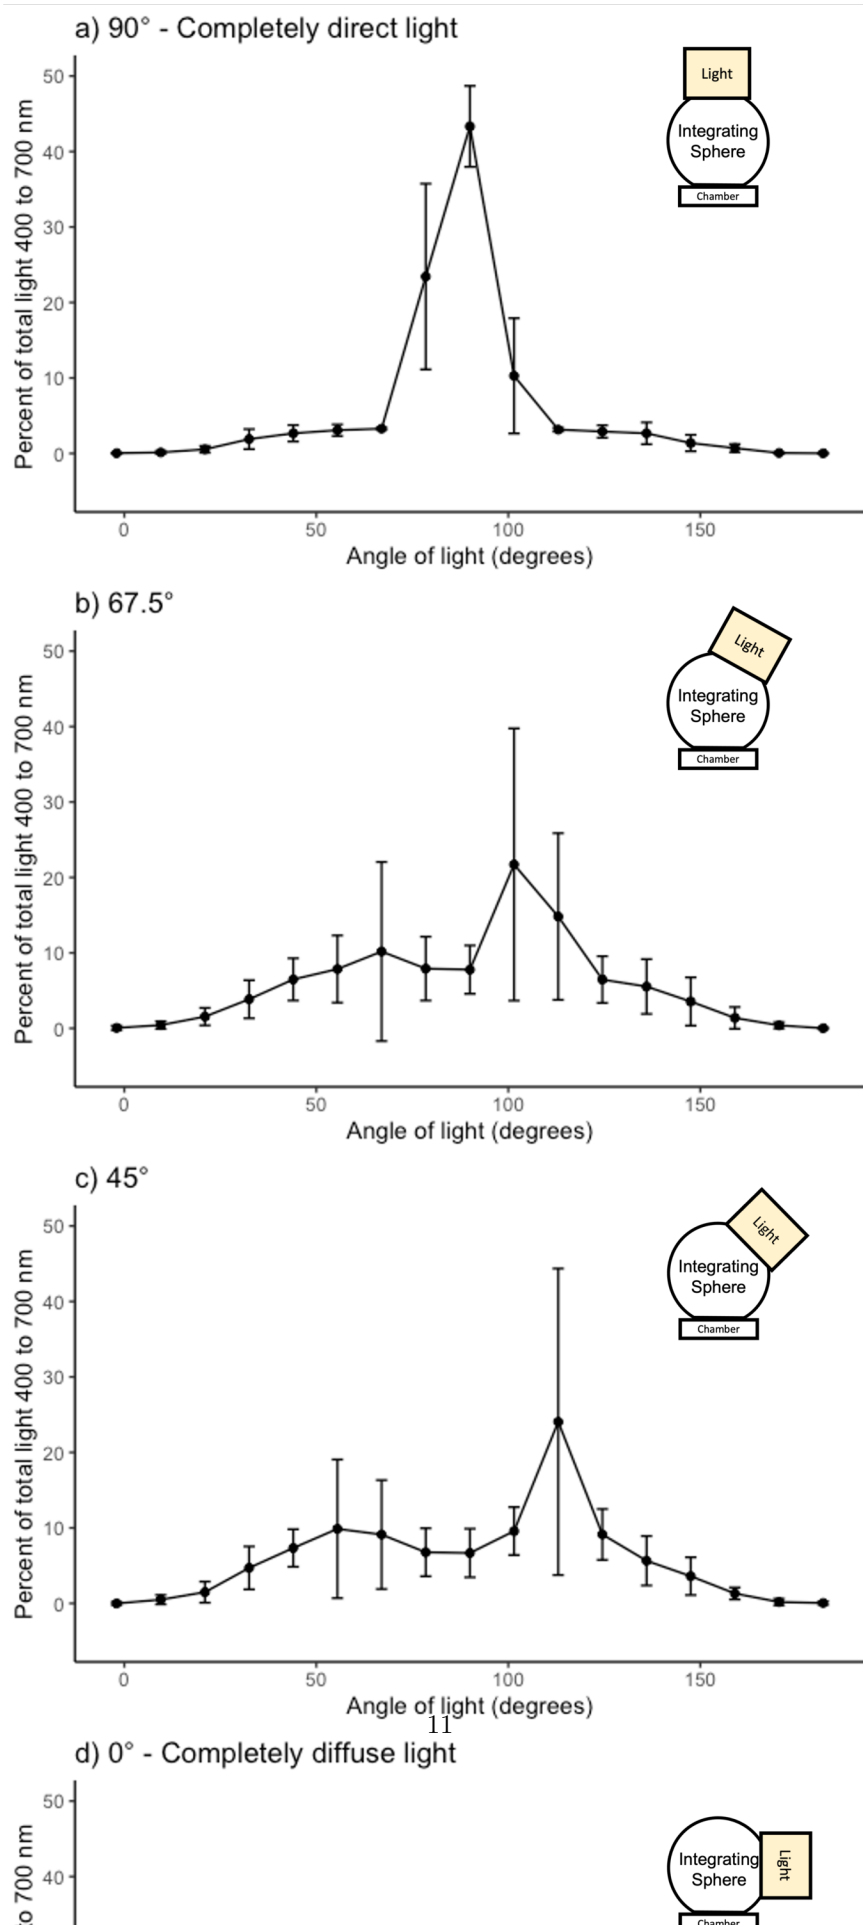 a) 90° - Completely direct light
Percent of total light 400 to 700 nm
50
40
30
20
10
0
0 50 100 150
Angle of light (degrees)
Light
Integrating
Sphere
Chamber
b) 67.5°
Percent of total light 400 to 700 nm
50
40
30
20
10
0
0 50 100 150
Angle of light (degrees)
Light
Integrating
Sphere
Chamber
c) 45°
Percent of total light 400 to 700 nm
50
40
30
20
10
0
0 50 100 150
Angle of light (degrees)
Light
Integrating
Sphere
Chamber
11
d) 0° - Completely diffuse light
to 700 nm
50
40
Integrating
Sphere
Light
Chamber